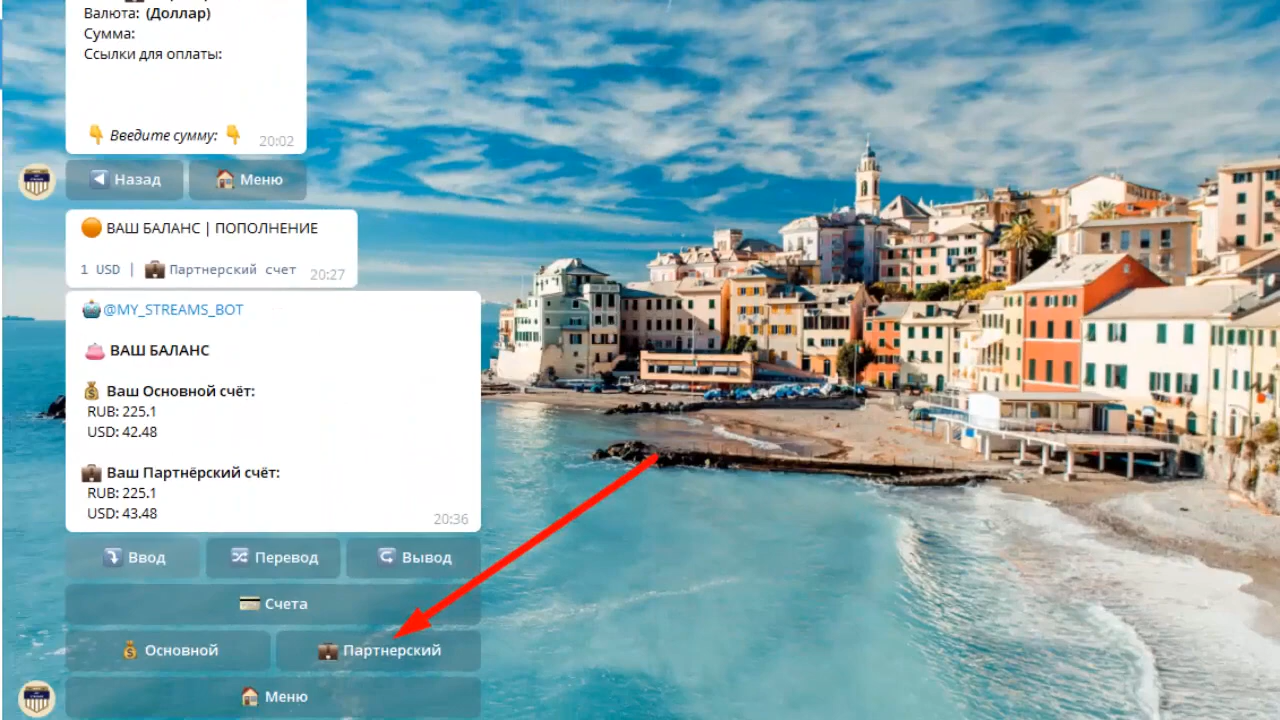 Валюта: (Доллар)
Сумма:
Ссылки для оплаты:
👇 Введите сумму: 👇 20:02
Назад Меню
ВАШ БАЛАНС | ПОПОЛНЕНИЕ
1 USD | Партнерский счет 20:27
@MY_STREAMS_BOT
ВАШ БАЛАНС
Ваш Основной счёт:
RUB: 225.1
USD: 42.48
Ваш Партнёрский счёт:
RUB: 225.1
USD: 43.48
20:36
Ввод Перевод Вывод
Счета
Основной Партнерский
Меню